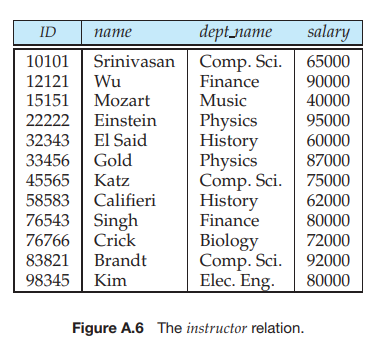 ID name dept_name salary
10101 Srinivasan Comp. Sci. 65000
12121 Wu Finance 90000
15151 Mozart Music 40000
22222 Einstein Physics 95000
32343 El Said History 60000
33456 Gold Physics 87000
45565 Katz Comp. Sci. 75000
58583 Califieri History 62000
76543 Singh Finance 80000
76766 Crick Biology 72000
83821 Brandt Comp. Sci. 92000
98345 Kim Elec. Eng. 80000
Figure A.6 The instructor relation.